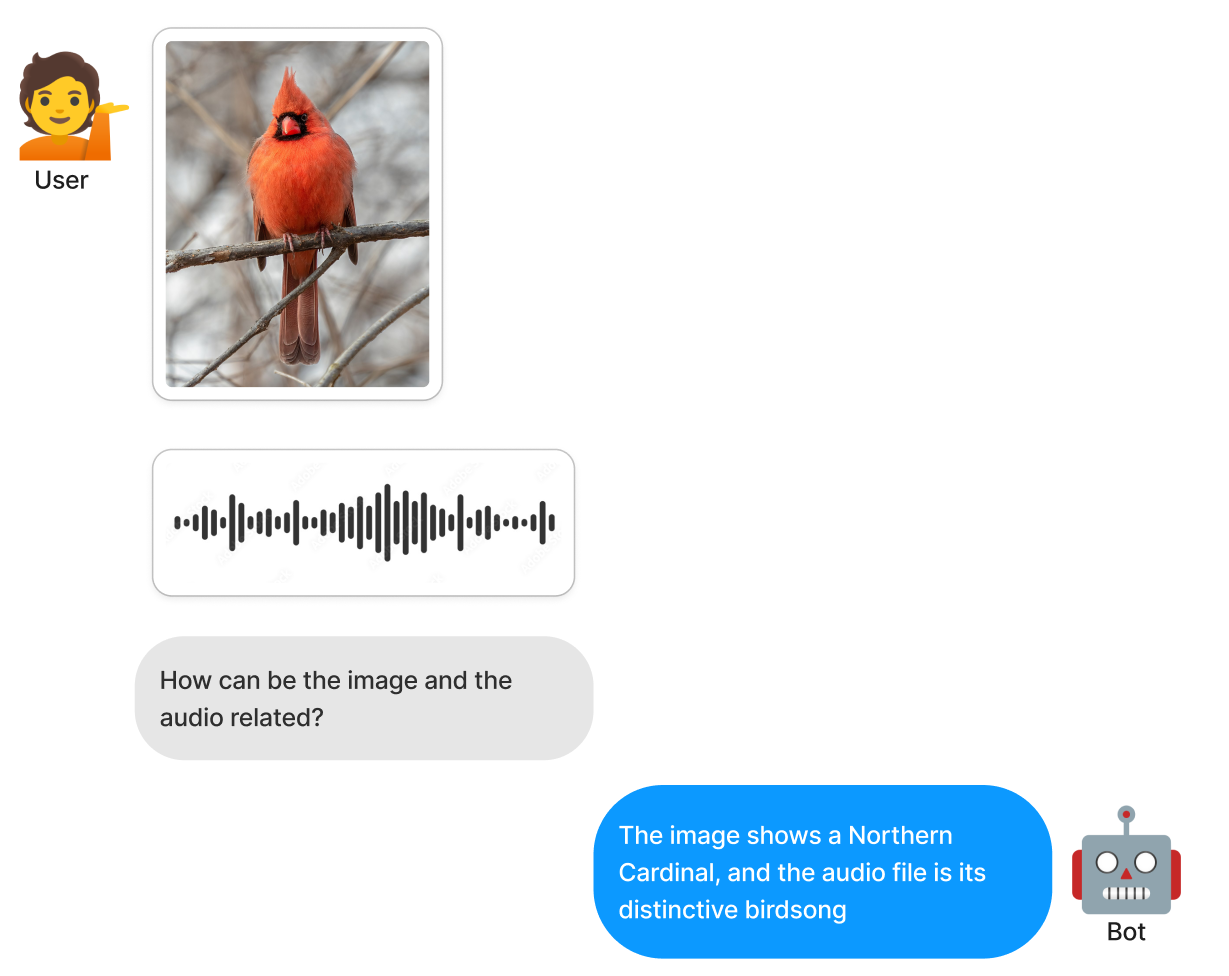 User
How can be the image and the
audio related?
The image shows a Northern
Cardinal, and the audio file is its
distinctive birdsong
Bot